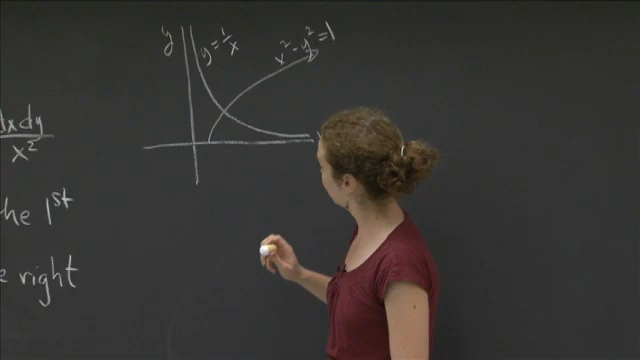 y
y = 1/x
x² - y² = 1
dxdy
x²
the 1st
right